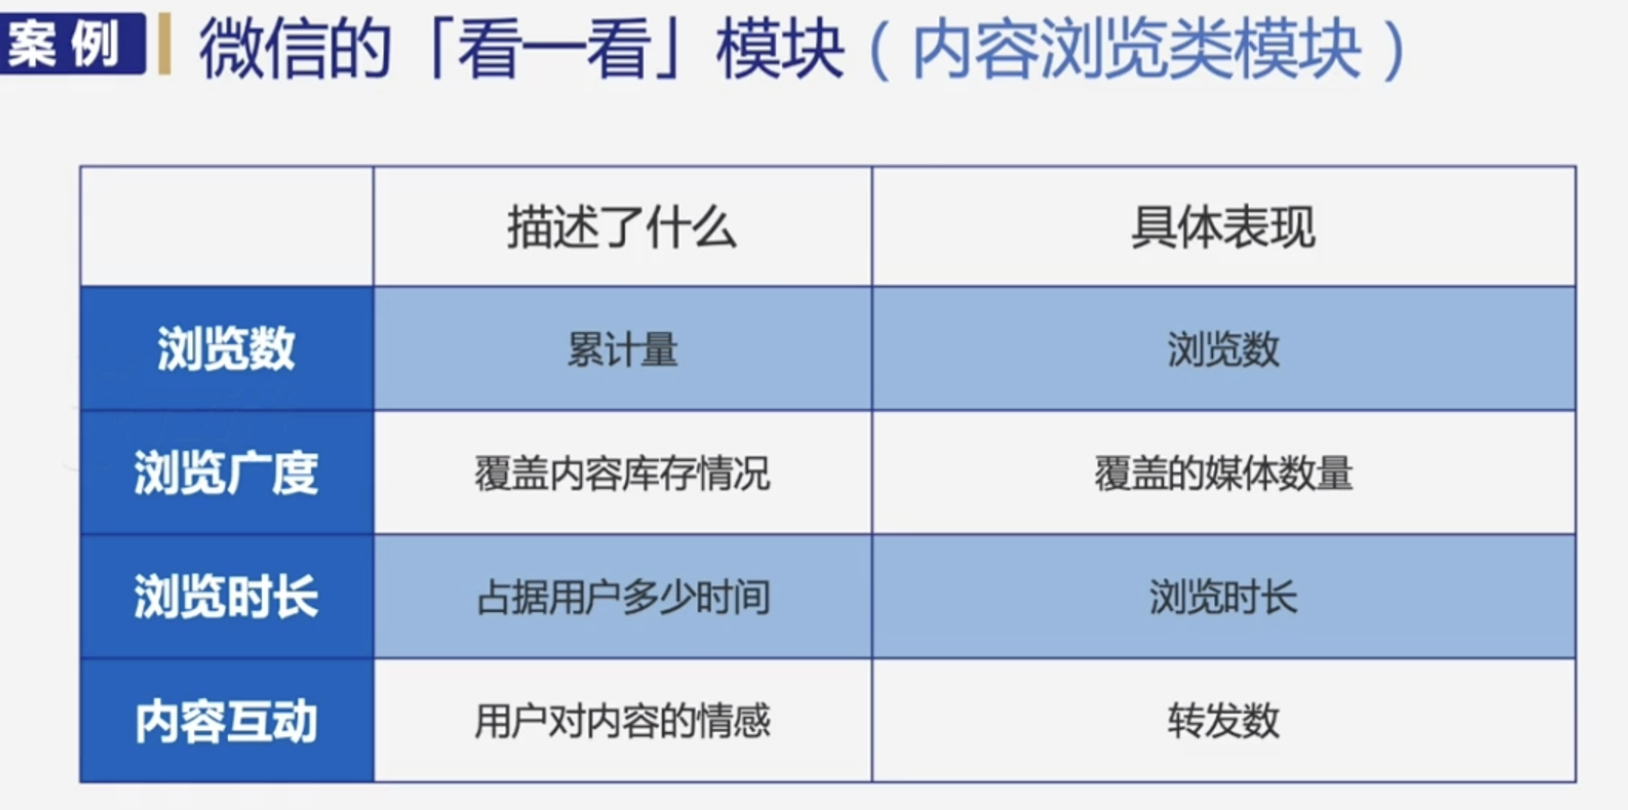 案例 微信的「看一看」模块（内容浏览类模块）
描述了什么 具体表现
浏览数 累计量 浏览数
浏览广度 覆盖内容库存情况 覆盖的媒体数量
浏览时长 占据用户多少时间 浏览时长
内容互动 用户对内容的情感 转发数